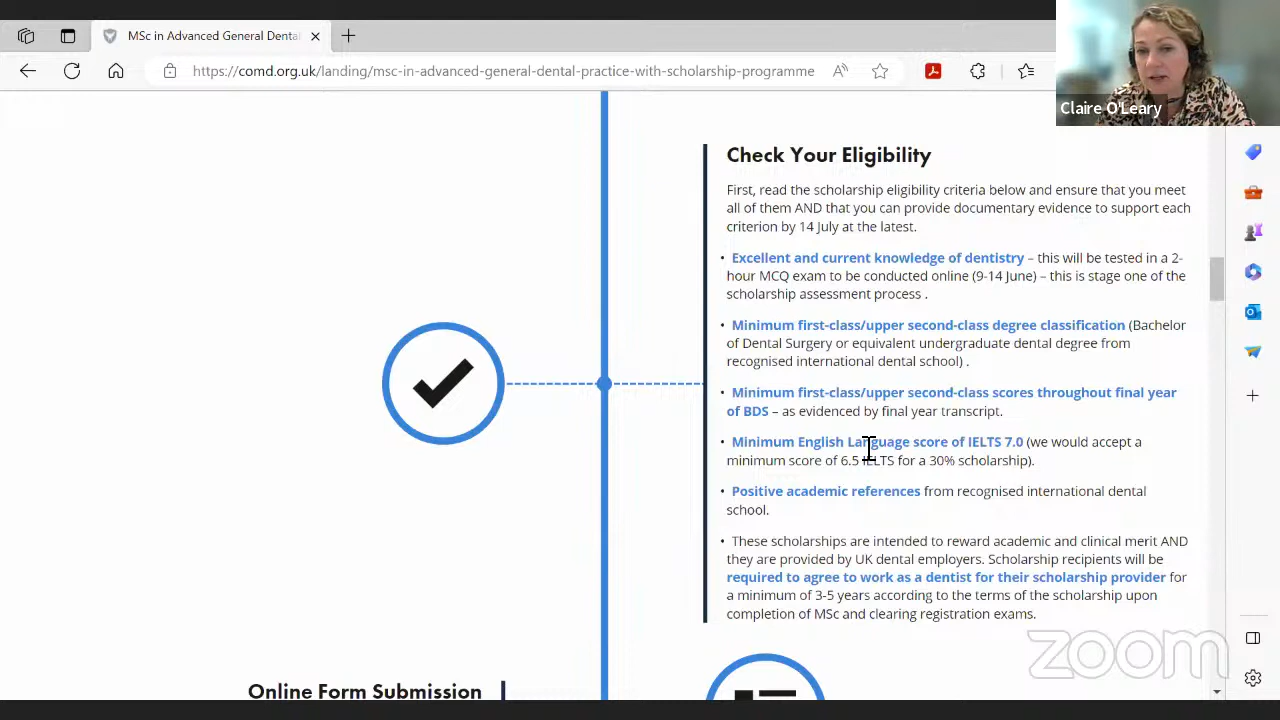 MSc in Advanced General Denta
https://comd.org.uk/landing/msc-in-advanced-general-dental-practice-with-scholarship-programme
Claire O'Leary
Check Your Eligibility
First, read the scholarship eligibility criteria below and ensure that you meet
all of them AND that you can provide documentary evidence to support each
criterion by 14 July at the latest.
• Excellent and current knowledge of dentistry – this will be tested in a 2-
hour MCQ exam to be conducted online (9-14 June) – this is stage one of the
scholarship assessment process .
• Minimum first-class/upper second-class degree classification (Bachelor
of Dental Surgery or equivalent undergraduate dental degree from
recognised international dental school) .
• Minimum first-class/upper second-class scores throughout final year
of BDS – as evidenced by final year transcript.
• Minimum English Language score of IELTS 7.0 (we would accept a
minimum score of 6.5 IELTS for a 30% scholarship).
• Positive academic references from recognised international dental
school.
• These scholarships are intended to reward academic and clinical merit AND
they are provided by UK dental employers. Scholarship recipients will be
required to agree to work as a dentist for their scholarship provider for
a minimum of 3-5 years according to the terms of the scholarship upon
completion of MSc and clearing registration exams.
zoom
Online Form Submission